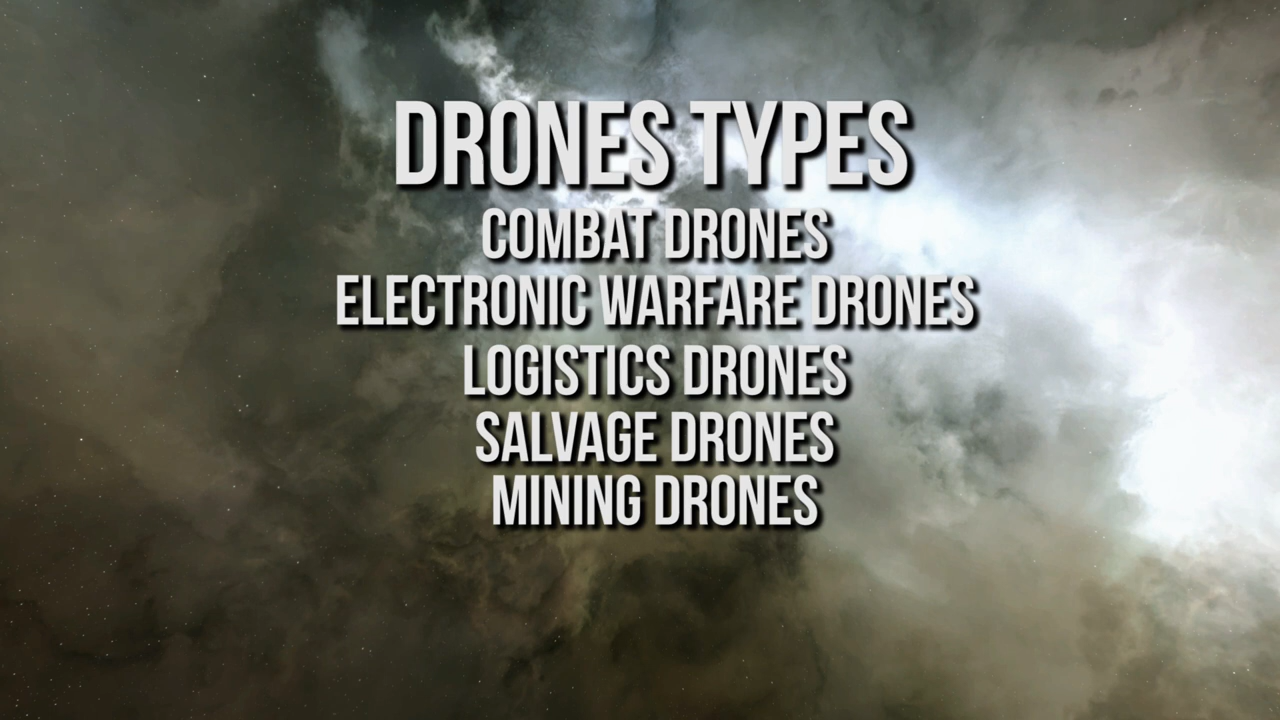 DRONES TYPES
COMBAT DRONES
ELECTRONIC WARFARE DRONES
LOGISTICS DRONES
SALVAGE DRONES
MINING DRONES